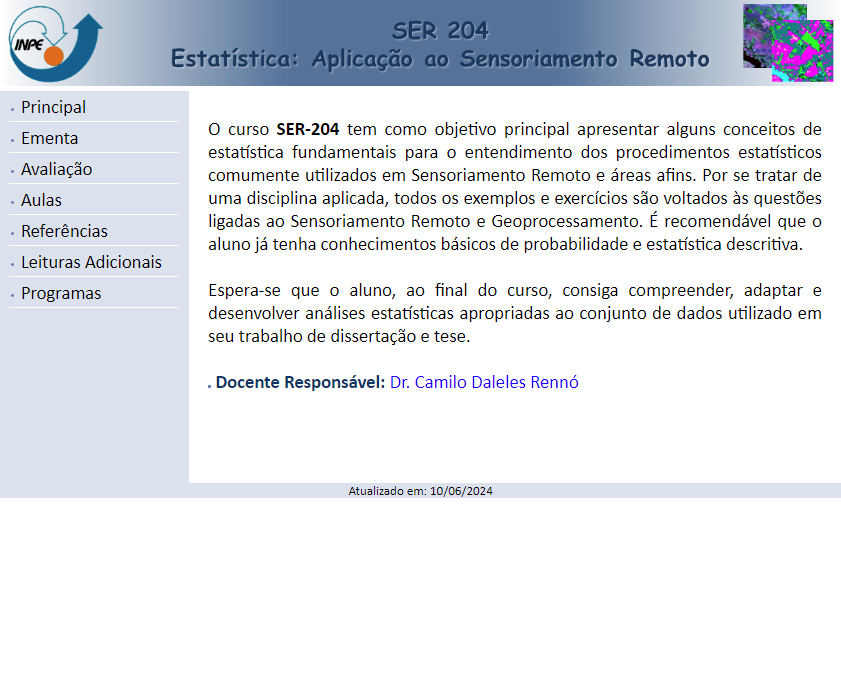 INPE
SER 204
Estatística: Aplicação ao Sensoriamento Remoto
Principal
Ementa
Avaliação
Aulas
Referências
Leituras Adicionais
Programas
O curso SER-204 tem como objetivo principal apresentar alguns conceitos de
estatística fundamentais para o entendimento dos procedimentos estatísticos
comumente utilizados em Sensoriamento Remoto e áreas afins. Por se tratar de
uma disciplina aplicada, todos os exemplos e exercícios são voltados às questões
ligadas ao Sensoriamento Remoto e Geoprocessamento. É recomendável que o
aluno já tenha conhecimentos básicos de probabilidade e estatística descritiva.
Espera-se que o aluno, ao final do curso, consiga compreender, adaptar e
desenvolver análises estatísticas apropriadas ao conjunto de dados utilizado em
seu trabalho de dissertação e tese.
Docente Responsável: Dr. Camilo Daleles Rennó
Atualizado em: 10/06/2024